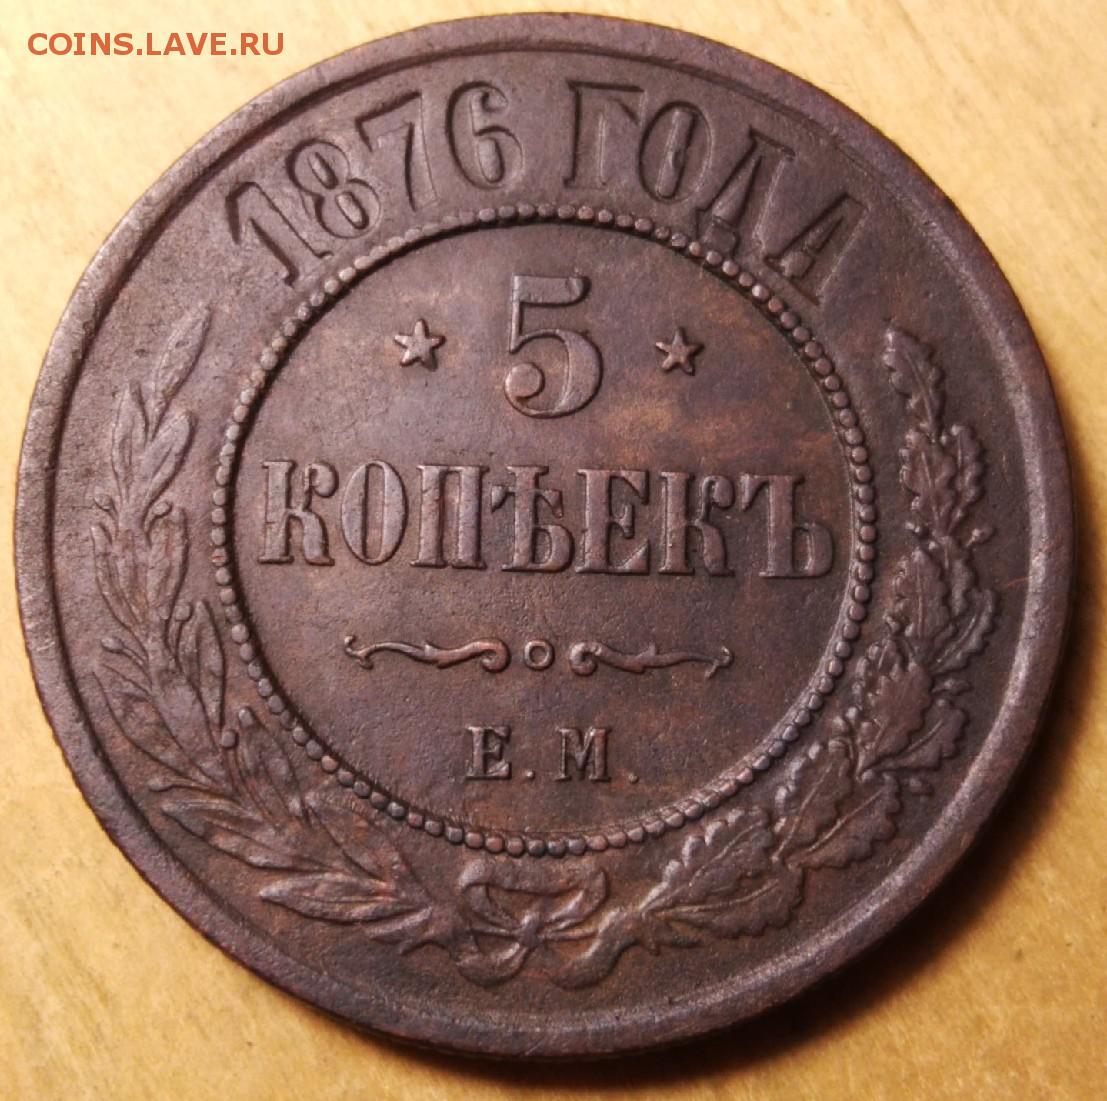 COINS.LAVE.RU
1876 ГОДА
5
КОПѢЕКЪ
Е.М.